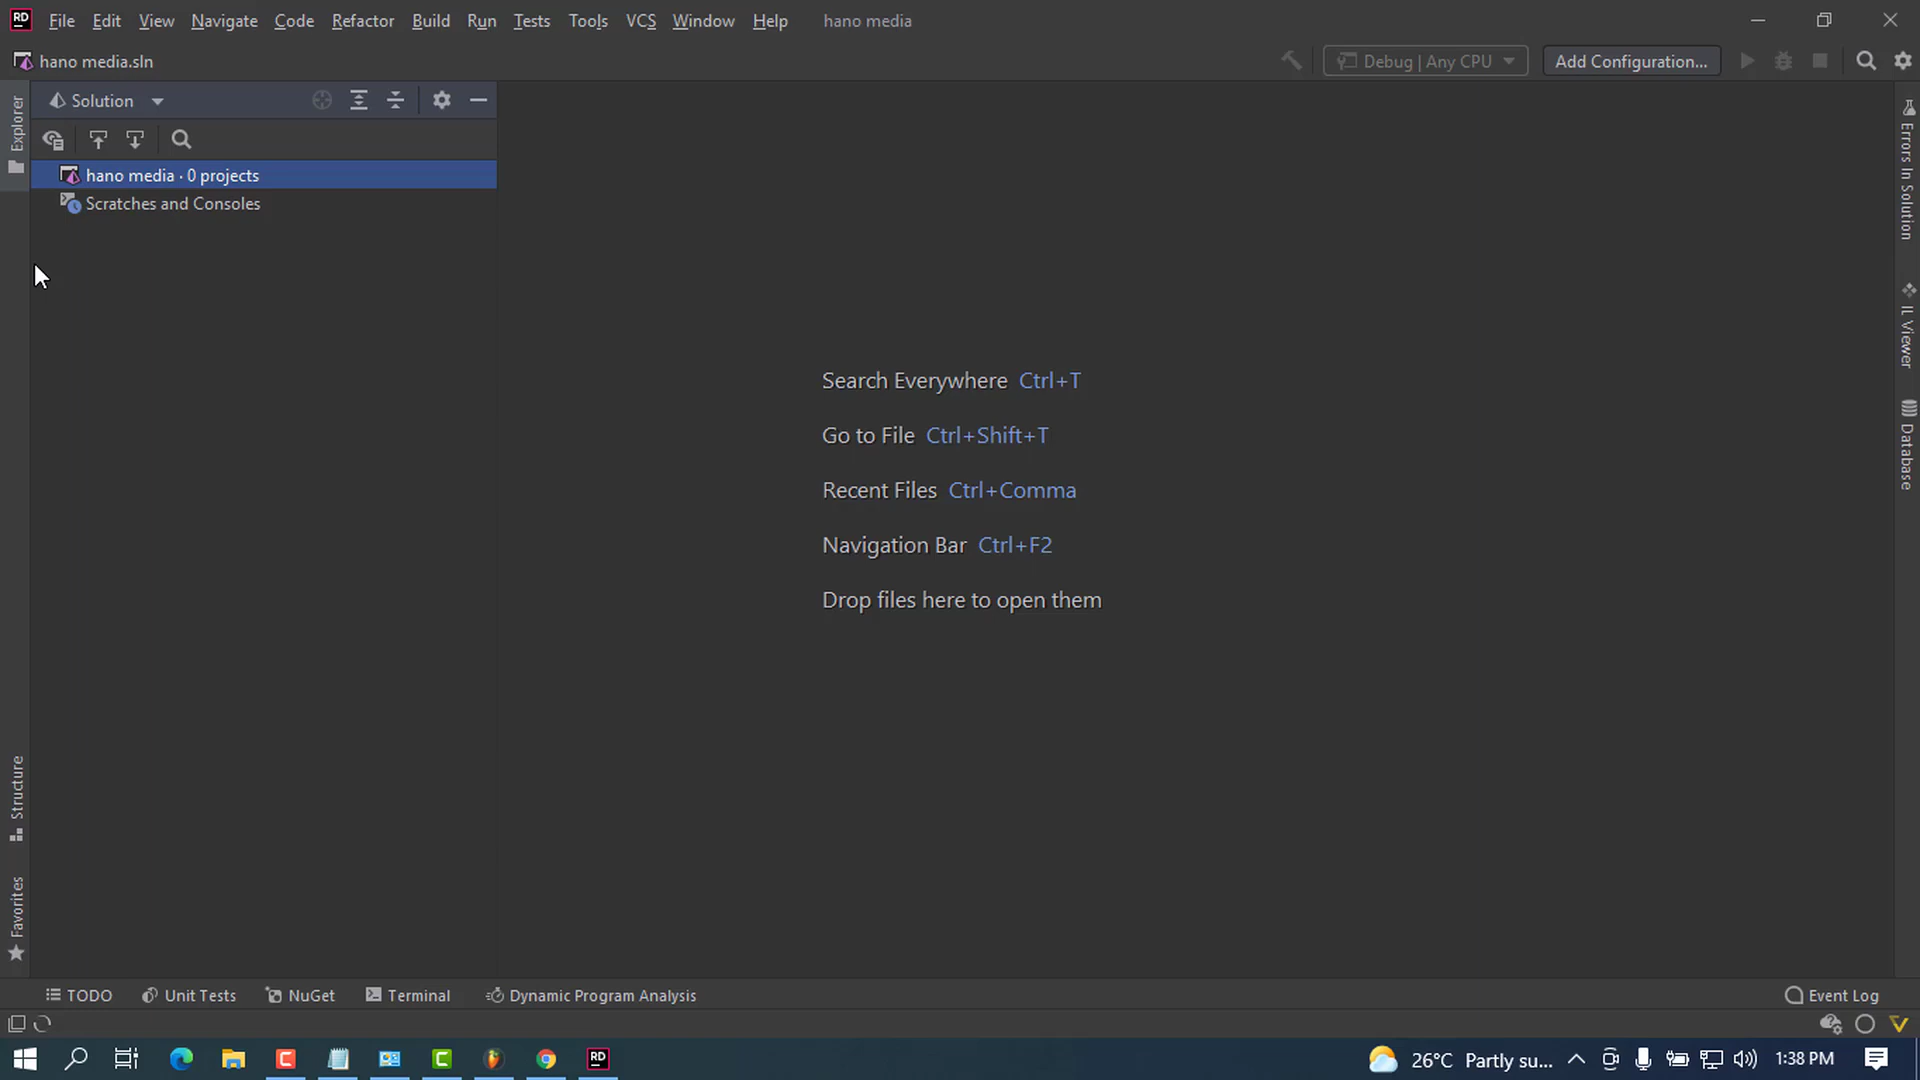 RD File Edit View Navigate Code Refactor Build Run Tests Tools VCS Window Help hano media
hano media.sln Debug | Any CPU Add Configuration...
Explorer
Solution
hano media · 0 projects
Scratches and Consoles
Search Everywhere Ctrl+T
Go to File Ctrl+Shift+T
Recent Files Ctrl+Comma
Navigation Bar Ctrl+F2
Drop files here to open them
Errors In Solution
IL Viewer
Database
Structure
Favorites
TODO Unit Tests NuGet Terminal Dynamic Program Analysis Event Log
C C RD 26°C Partly su... 1:38 PM